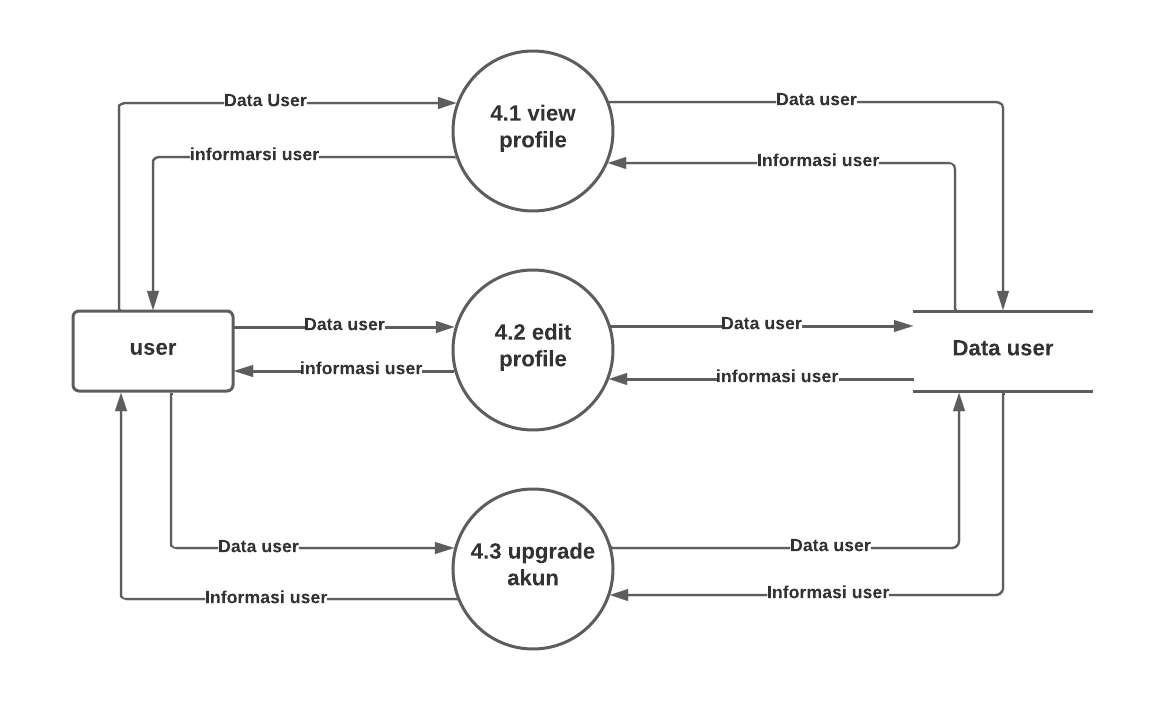 Data User
4.1 view
profile
Data user
informarsi user
Informasi user
user
Data user
4.2 edit
profile
Data user
Data user
informasi user
informasi user
Data user
4.3 upgrade
akun
Data user
Informasi user
Informasi user